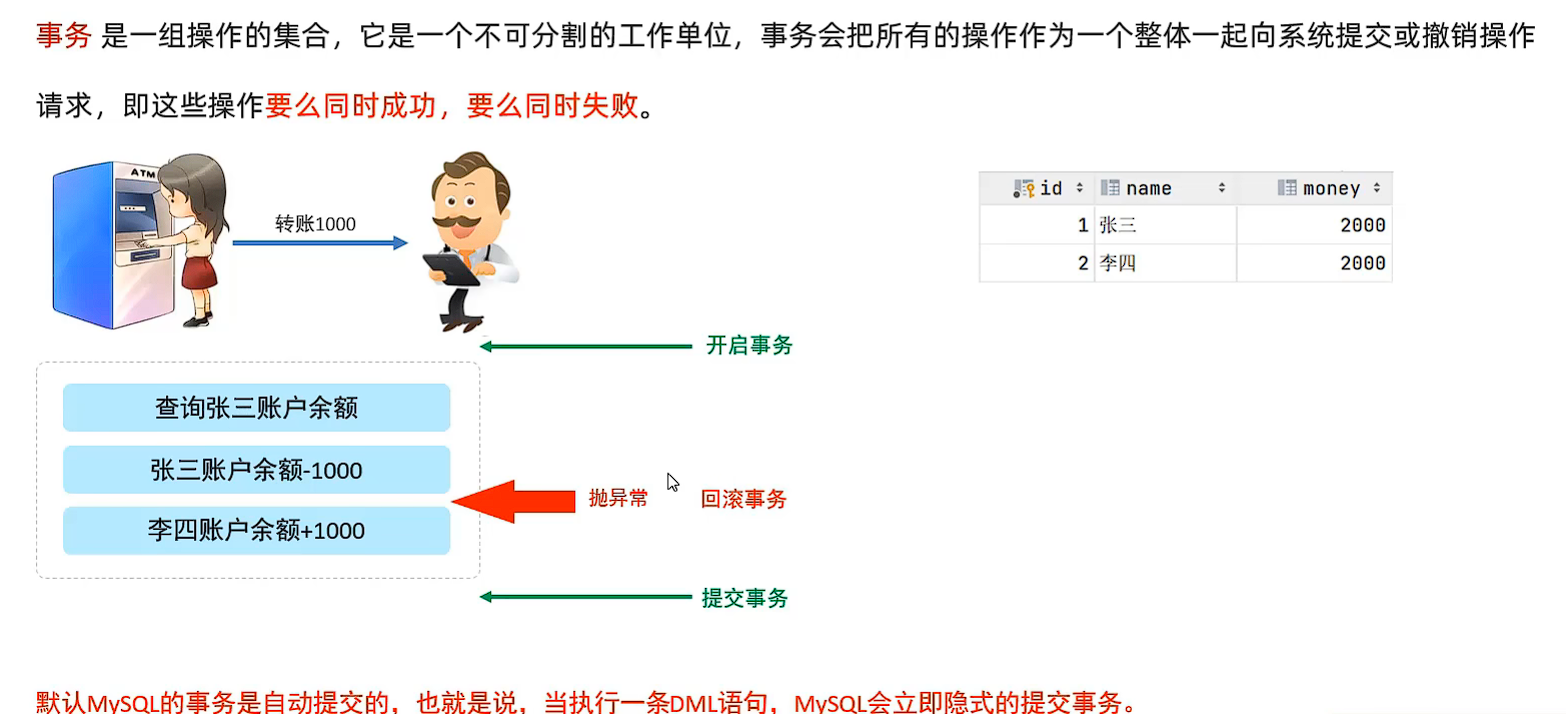 事务 是一组操作的集合，它是一个不可分割的工作单位，事务会把所有的操作作为一个整体一起向系统提交或撤销操作
请求，即这些操作要么同时成功，要么同时失败。
ATM
转账1000
id name money
1 张三 2000
2 李四 2000
开启事务
查询张三账户余额
张三账户余额-1000
抛异常 回滚事务
李四账户余额+1000
提交事务
默认MySQL的事务是自动提交的，也就是说，当执行一条DML语句，MySQL会立即隐式的提交事务。